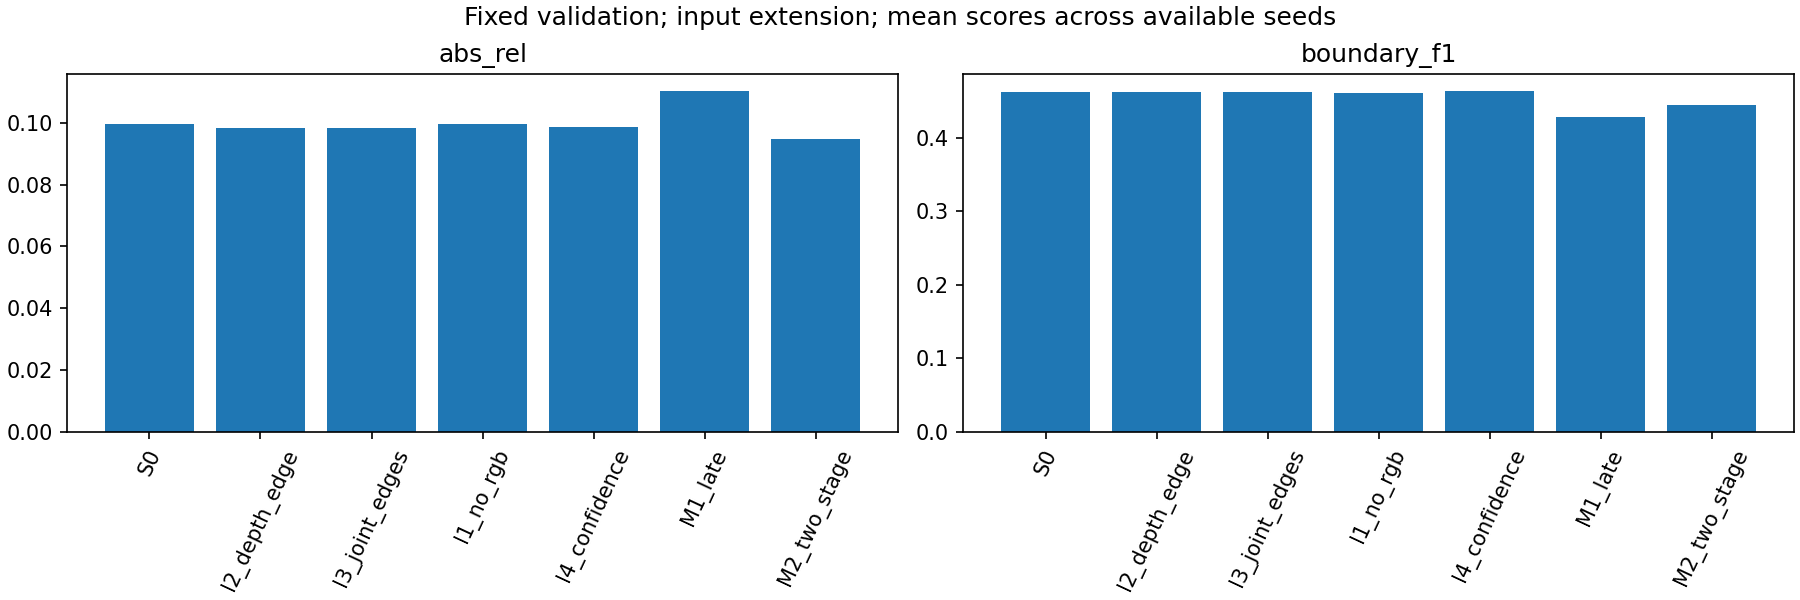 Fixed validation; input extension; mean scores across available seeds
abs_rel
0.10
0.08
0.06
0.04
0.02
0.00
S0
I2_depth_edge
I3_joint_edges
I1_no_rgb
I4_confidence
M1_late
M2_two_stage
boundary_f1
0.4
0.3
0.2
0.1
0.0
S0
I2_depth_edge
I3_joint_edges
I1_no_rgb
I4_confidence
M1_late
M2_two_stage